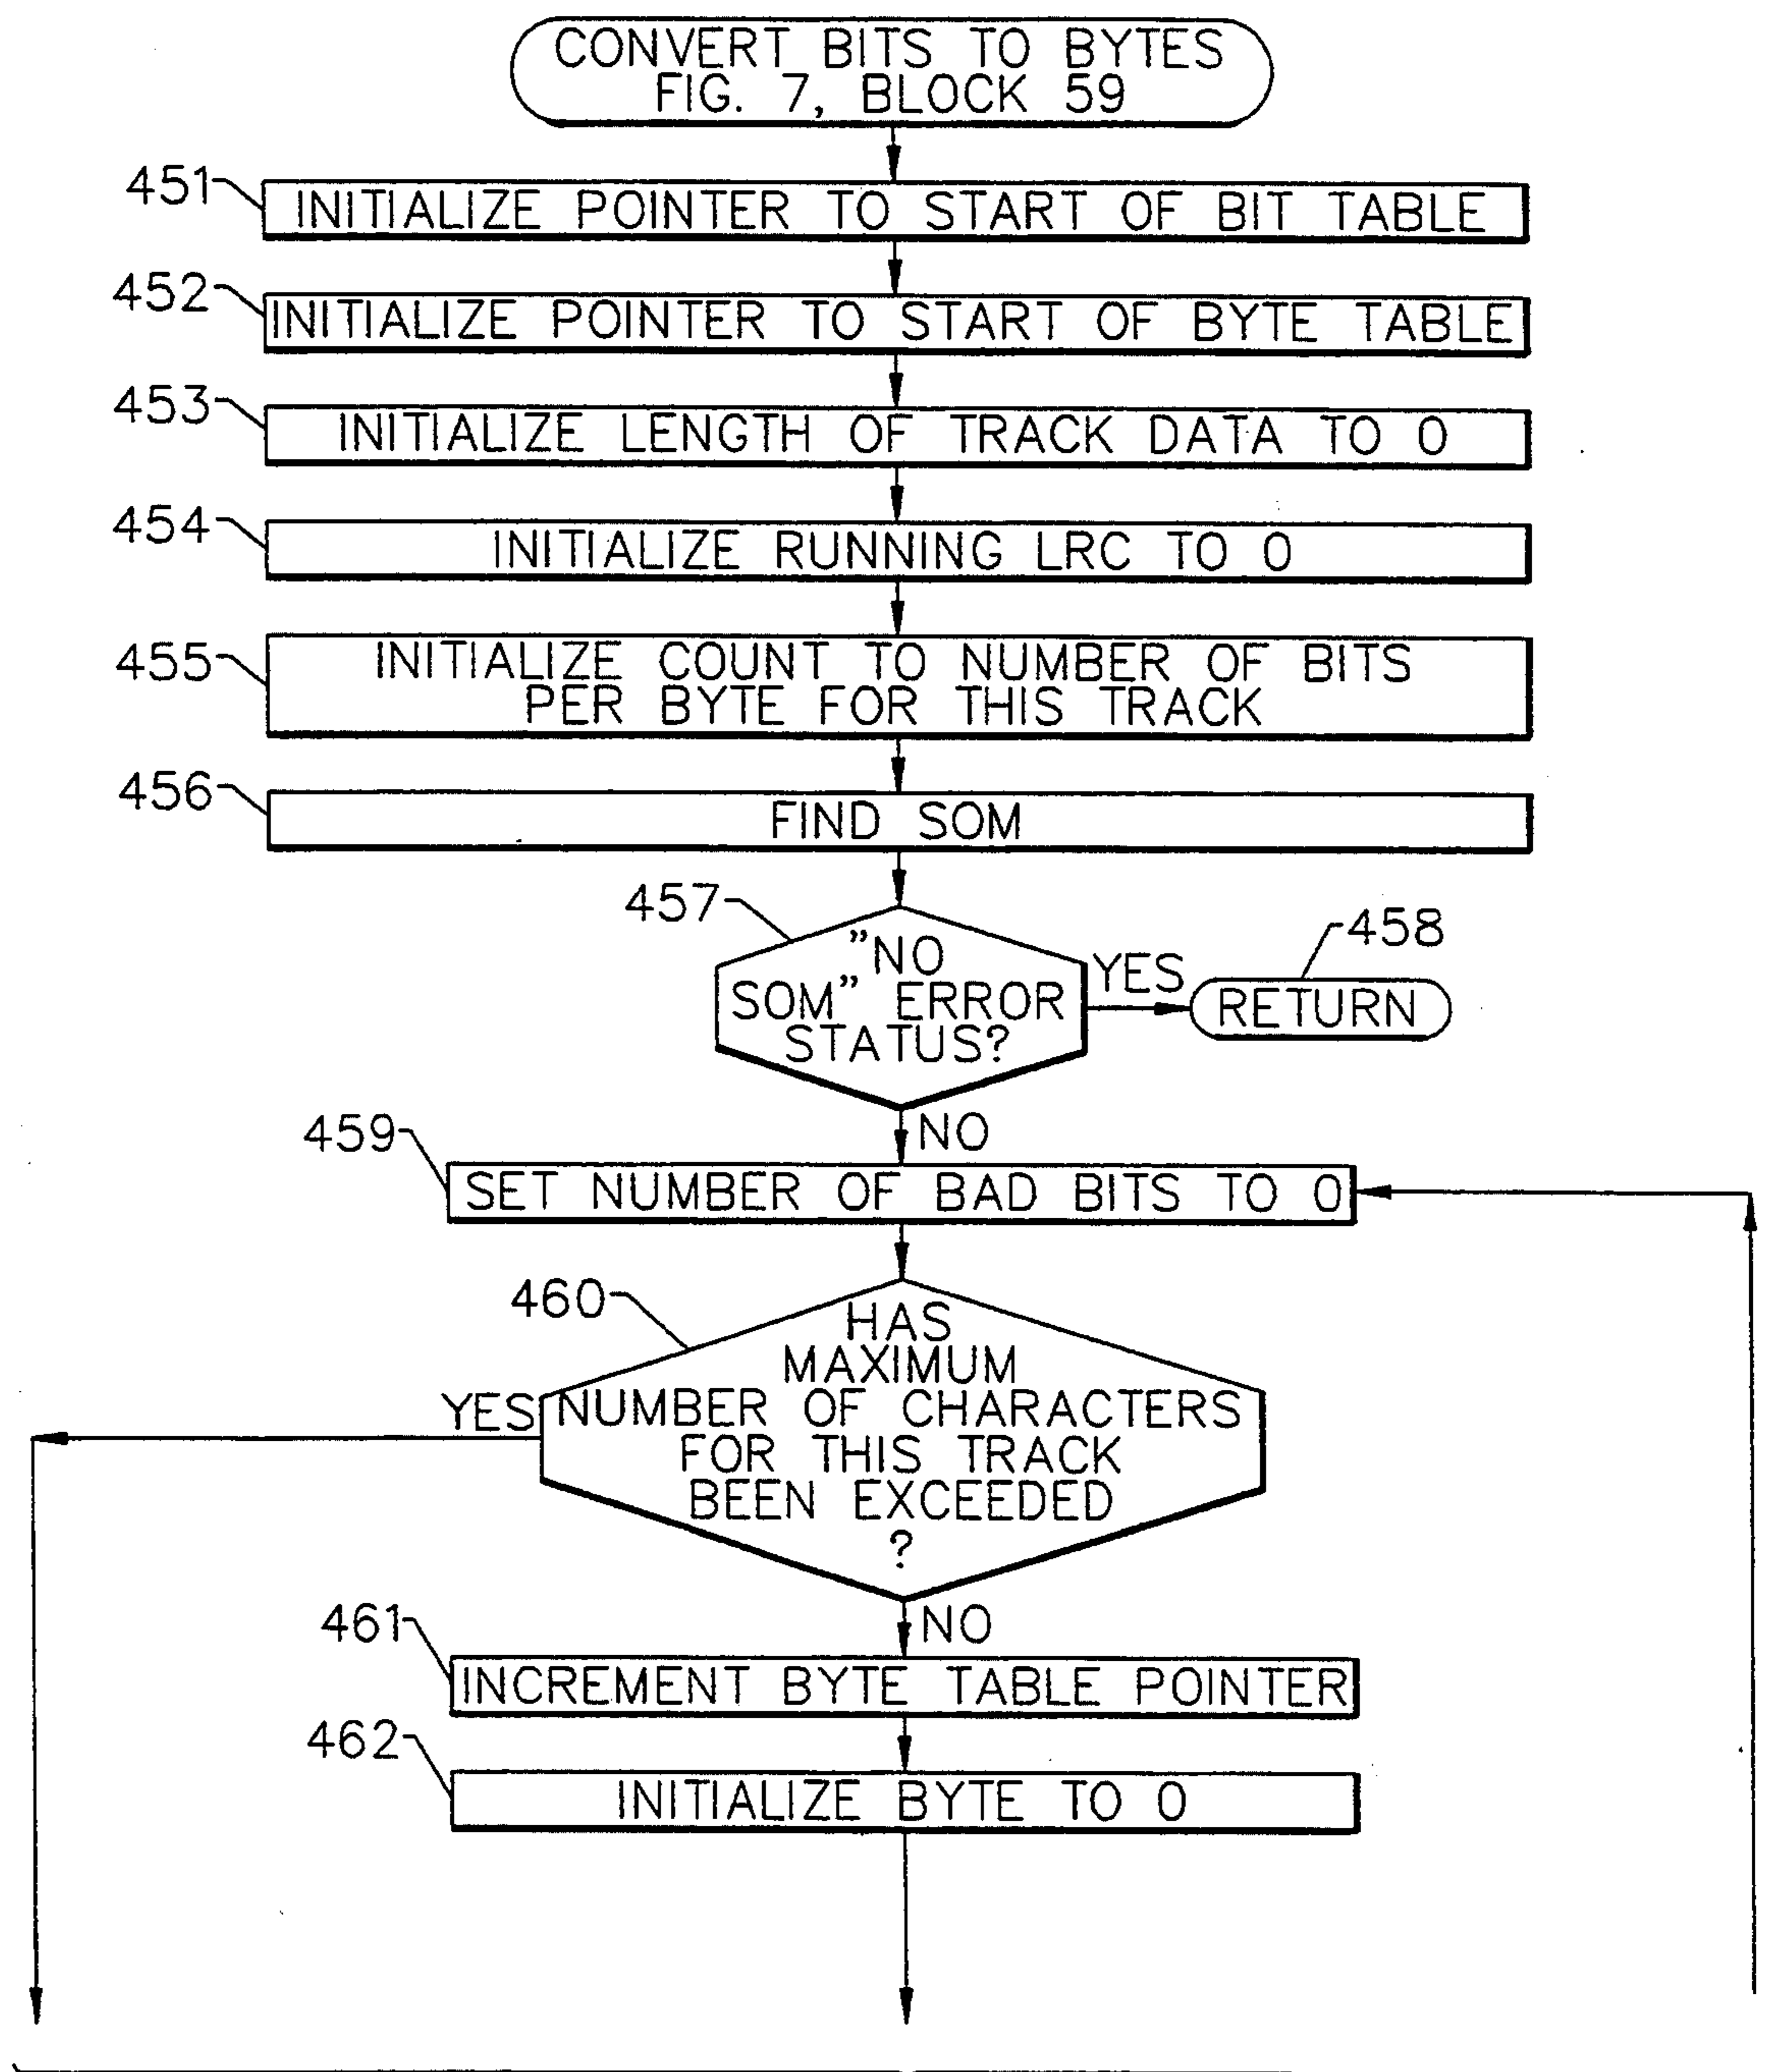 CONVERT BITS TO BYTES
FIG. 7, BLOCK 59
451
INITIALIZE POINTER TO START OF BIT TABLE
452
INITIALIZE POINTER TO START OF BYTE TABLE
453
INITIALIZE LENGTH OF TRACK DATA TO 0
454
INITIALIZE RUNNING LRC TO 0
455
INITIALIZE COUNT TO NUMBER OF BITS
PER BYTE FOR THIS TRACK
456
FIND SOM
457
"NO
SOM" ERROR
STATUS?
YES
458
RETURN
NO
459
SET NUMBER OF BAD BITS TO 0
460
HAS
MAXIMUM
NUMBER OF CHARACTERS
FOR THIS TRACK
BEEN EXCEEDED
?
YES
NO
461
INCREMENT BYTE TABLE POINTER
462
INITIALIZE BYTE TO 0